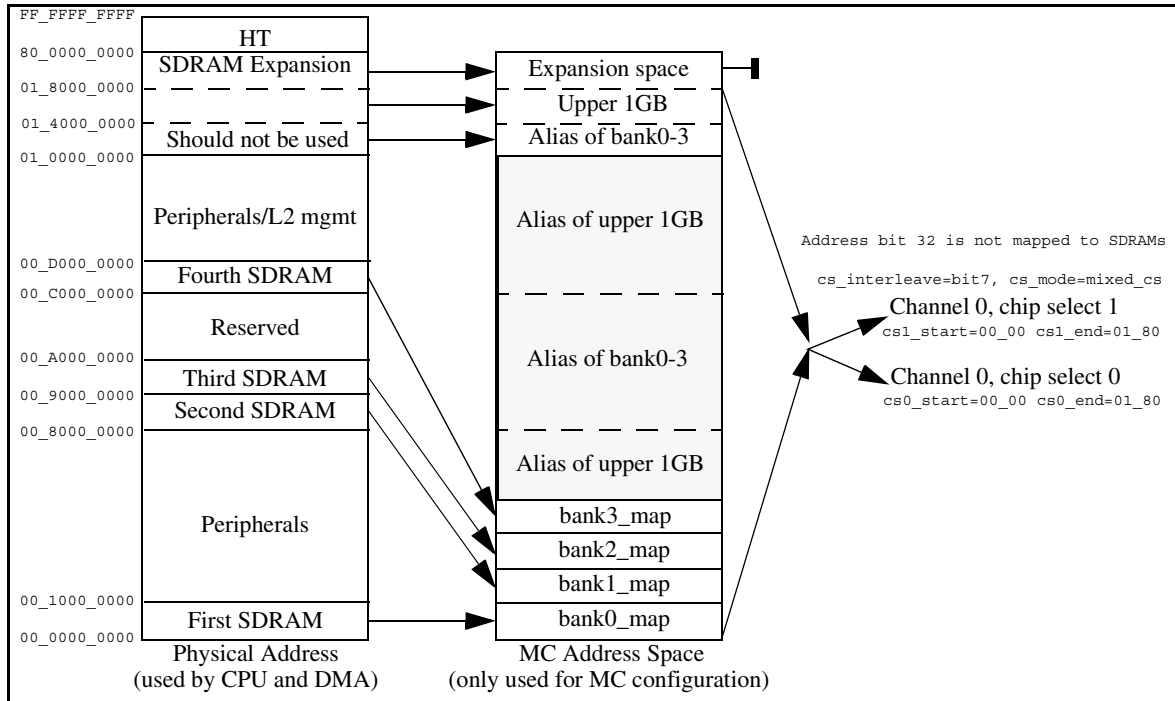 FF_FFFF_FFFF
HT
80_0000_0000
SDRAM Expansion
Expansion space
01_8000_0000
Upper 1GB
01_4000_0000
Should not be used
Alias of bank0-3
01_0000_0000
Peripherals/L2 mgmt
Alias of upper 1GB
Address bit 32 is not mapped to SDRAMs
00_D000_0000
Fourth SDRAM
cs_interleave=bit7, cs_mode=mixed_cs
00_C000_0000
Channel 0, chip select 1
Reserved
cs1_start=00_00 cs1_end=01_80
00_A000_0000
Alias of bank0-3
Third SDRAM
Channel 0, chip select 0
00_9000_0000
cs0_start=00_00 cs0_end=01_80
Second SDRAM
00_8000_0000
Alias of upper 1GB
Peripherals
bank3_map
bank2_map
bank1_map
00_1000_0000
First SDRAM
bank0_map
00_0000_0000
Physical Address
MC Address Space
(used by CPU and DMA)
(only used for MC configuration)